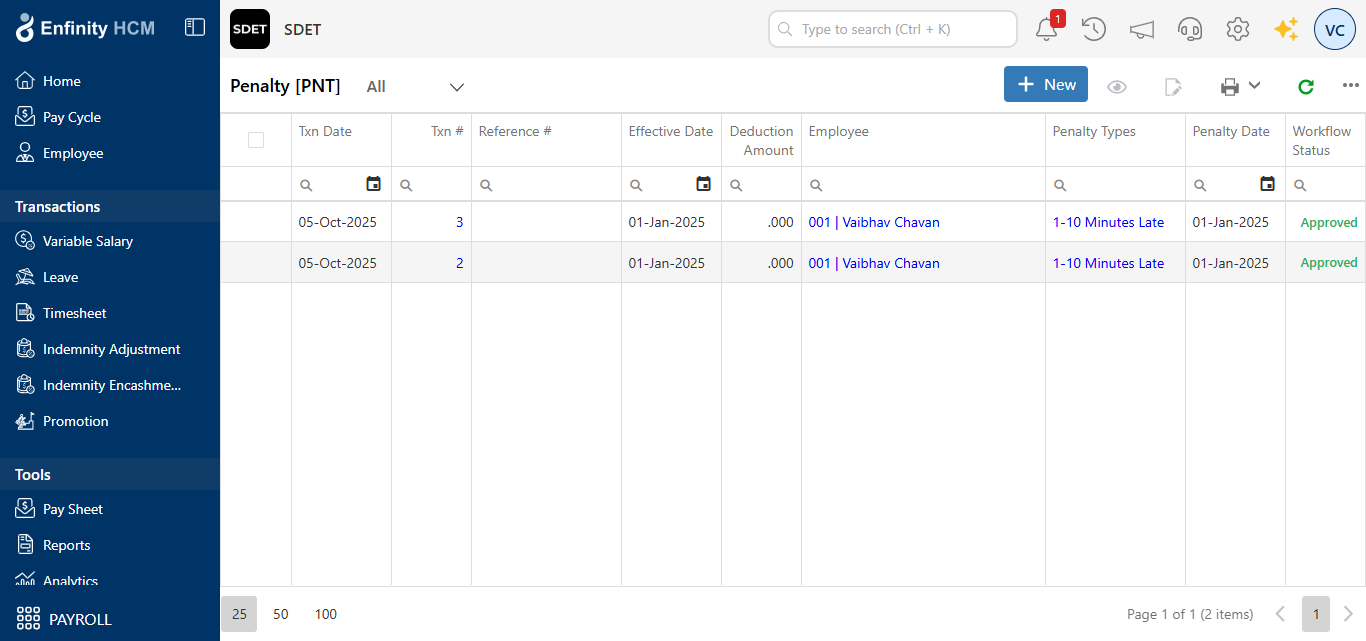 Enfinity HCM
SDET SDET
Type to search (Ctrl + K)
1
VC
Home
Pay Cycle
Employee
Transactions
Variable Salary
Leave
Timesheet
Indemnity Adjustment
Indemnity Encashme...
Promotion
Tools
Pay Sheet
Reports
Analytics
PAYROLL
Penalty [PNT] All
New
Txn Date Txn # Reference # Effective Date Deduction Amount Employee Penalty Types Penalty Date Workflow Status
05-Oct-2025 3 01-Jan-2025 .000 001 | Vaibhav Chavan 1-10 Minutes Late 01-Jan-2025 Approved
05-Oct-2025 2 01-Jan-2025 .000 001 | Vaibhav Chavan 1-10 Minutes Late 01-Jan-2025 Approved
25 50 100
Page 1 of 1 (2 items) 1